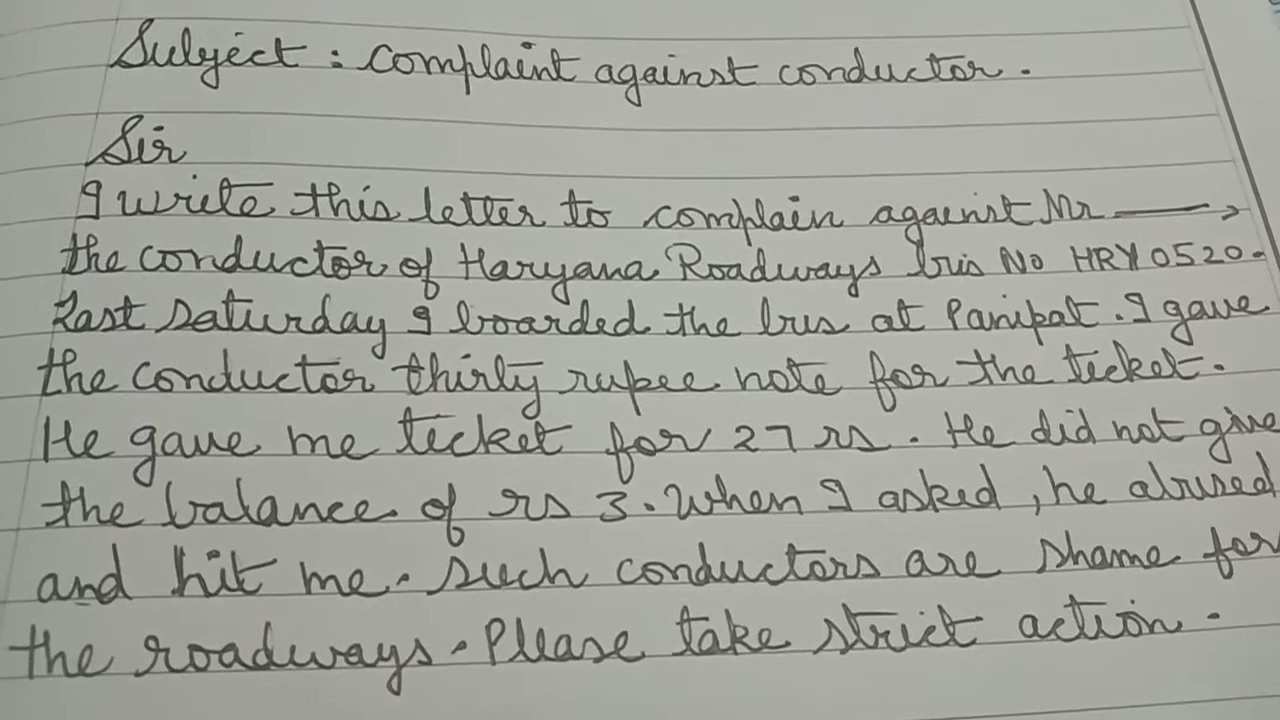 Subject : Complaint against conductor.
Sir
I write this letter to complain against Mr ——>
the conductor of Haryana Roadways bus No HRY 0520.
Last Saturday I boarded the bus at Panipat. I gave
the conductor thirty rupee note for the ticket.
He gave me ticket for 27 rs. He did not give
the balance of rs 3. When I asked, he abused
and hit me. Such conductors are shame for
the roadways. Please take strict action.